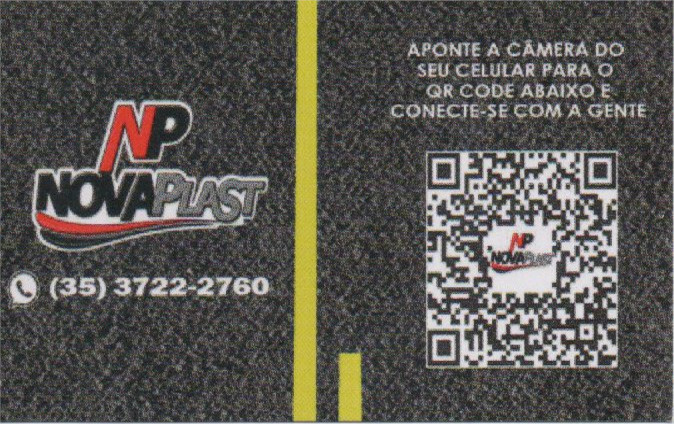 NP
NOVAPLAST
(35) 3722-2760
APONTE A CÂMERA DO
SEU CELULAR PARA O
QR CODE ABAIXO E
CONECTE-SE COM A GENTE
NP
NOVAPLAST